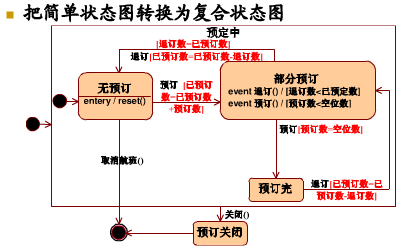 把简单状态图转换为复合状态图
预定中
[退订数=已预订数]
退订[已预订数=已预订数-退订数]
无预订
entery / reset()
预订 [已预订
数=已预订数
+预订数]
部分预订
event 退订() / [退订数<已预定数]
event 预订() / [预订数<空位数]
取消航班()
预订[预订数=空位数]
预订完
退订[已预订数=已
预订数-退订数]
关闭()
预订关闭